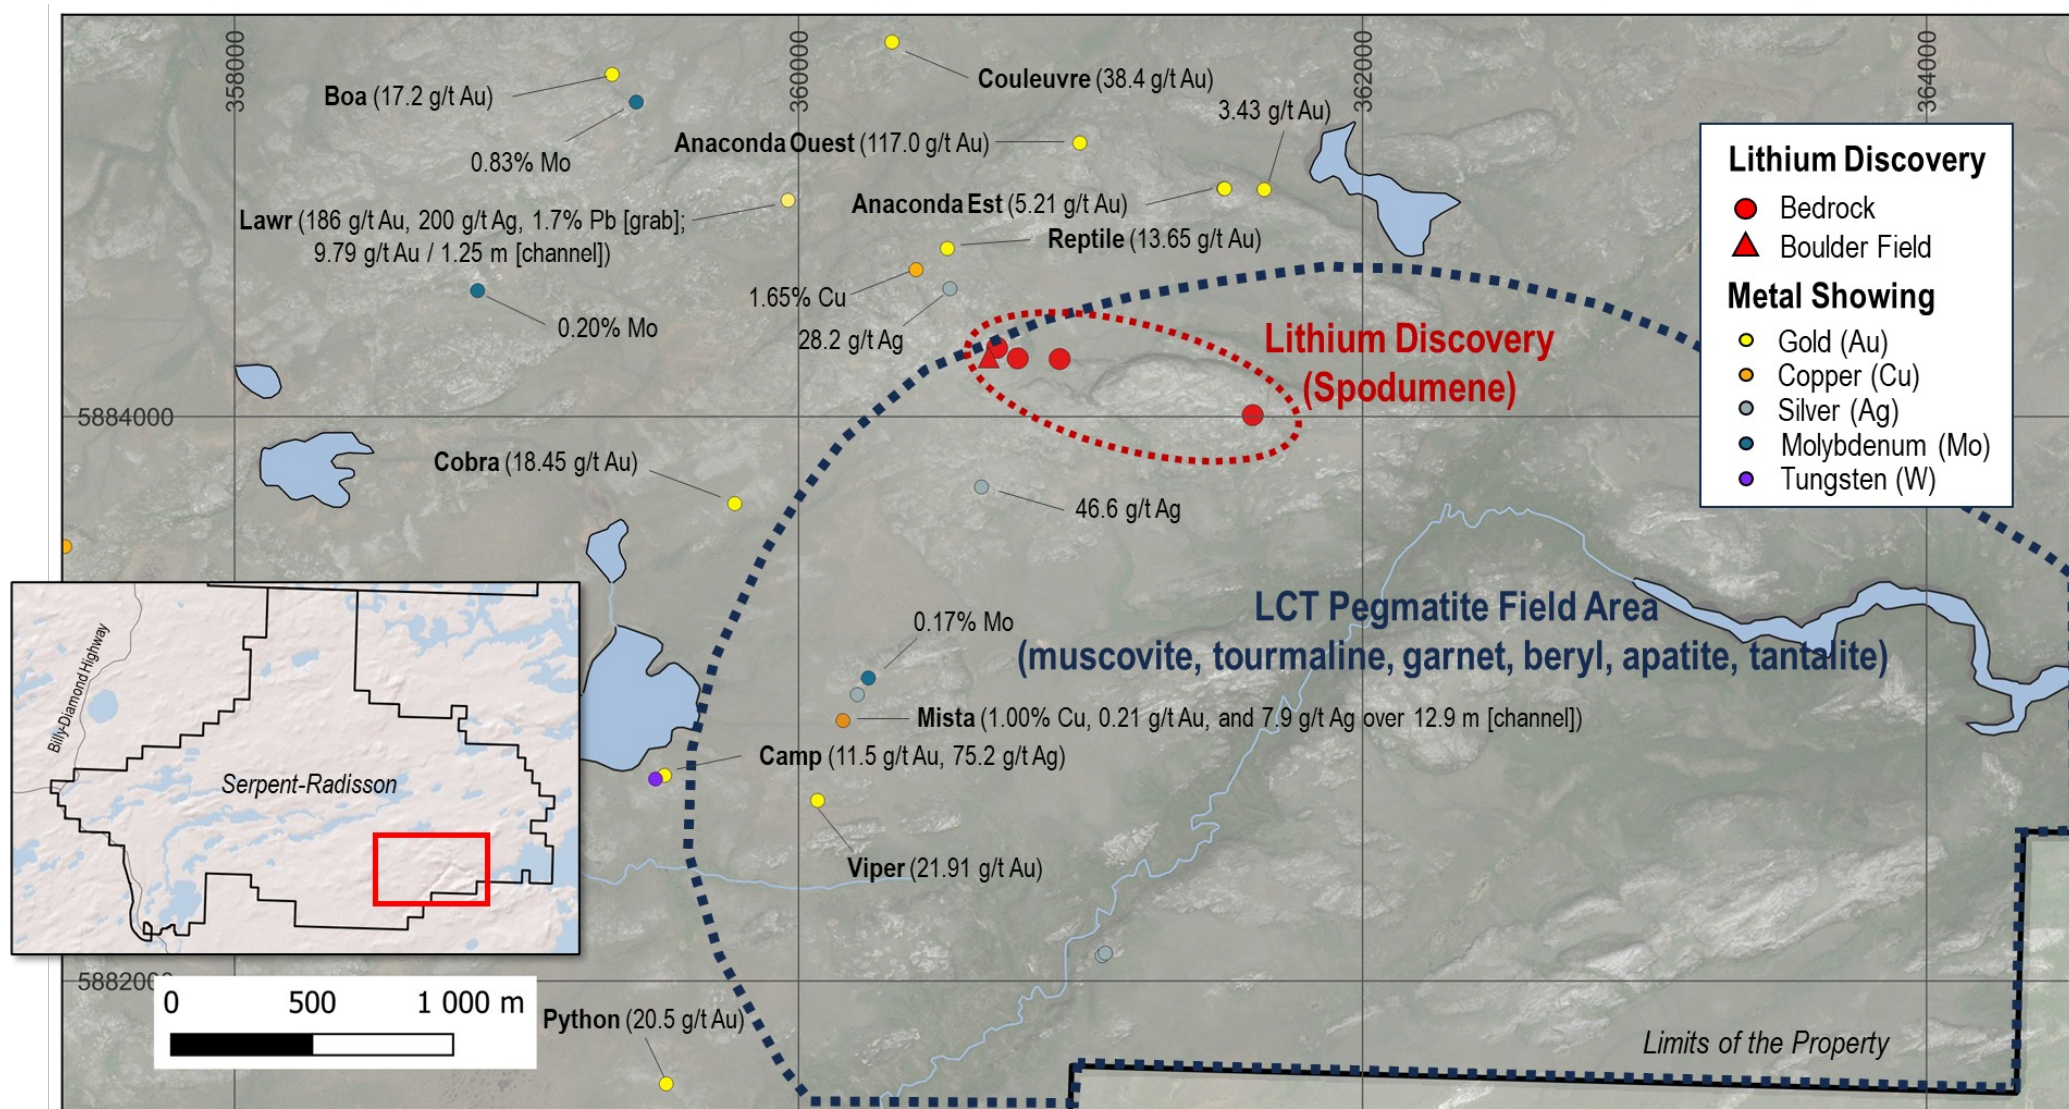 358000
360000
362000
364000
Couleuvre (38.4 g/t Au)
Boa (17.2 g/t Au)
3.43 g/t Au)
Anaconda Ouest (117.0 g/t Au)
0.83% Mo
Anaconda Est (5.21 g/t Au)
Lawr (186 g/t Au, 200 g/t Ag, 1.7% Pb [grab];
9.79 g/t Au / 1.25 m [channel])
Reptile (13.65 g/t Au)
1.65% Cu
0.20% Mo
28.2 g/t Ag
Lithium Discovery
(Spodumene)
Lithium Discovery
Bedrock
Boulder Field
Metal Showing
Gold (Au)
Copper (Cu)
Silver (Ag)
Molybdenum (Mo)
Tungsten (W)
5884000
Cobra (18.45 g/t Au)
46.6 g/t Ag
LCT Pegmatite Field Area
(muscovite, tourmaline, garnet, beryl, apatite, tantalite)
0.17% Mo
Mista (1.00% Cu, 0.21 g/t Au, and 7.9 g/t Ag over 12.9 m [channel])
Camp (11.5 g/t Au, 75.2 g/t Ag)
Viper (21.91 g/t Au)
Billy-Diamond Highway
Serpent-Radisson
5882000
0 500 1 000 m
Python (20.5 g/t Au)
Limits of the Property